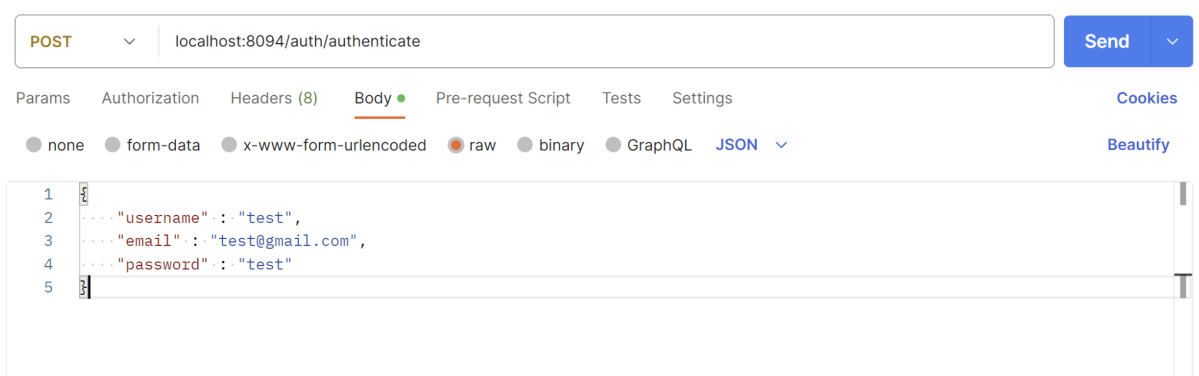 POST localhost:8094/auth/authenticate Send
Params Authorization Headers (8) Body Pre-request Script Tests Settings Cookies
none form-data x-www-form-urlencoded raw binary GraphQL JSON Beautify
1 {
2 "username" : "test",
3 "email" : "test@gmail.com",
4 "password" : "test"
5 }